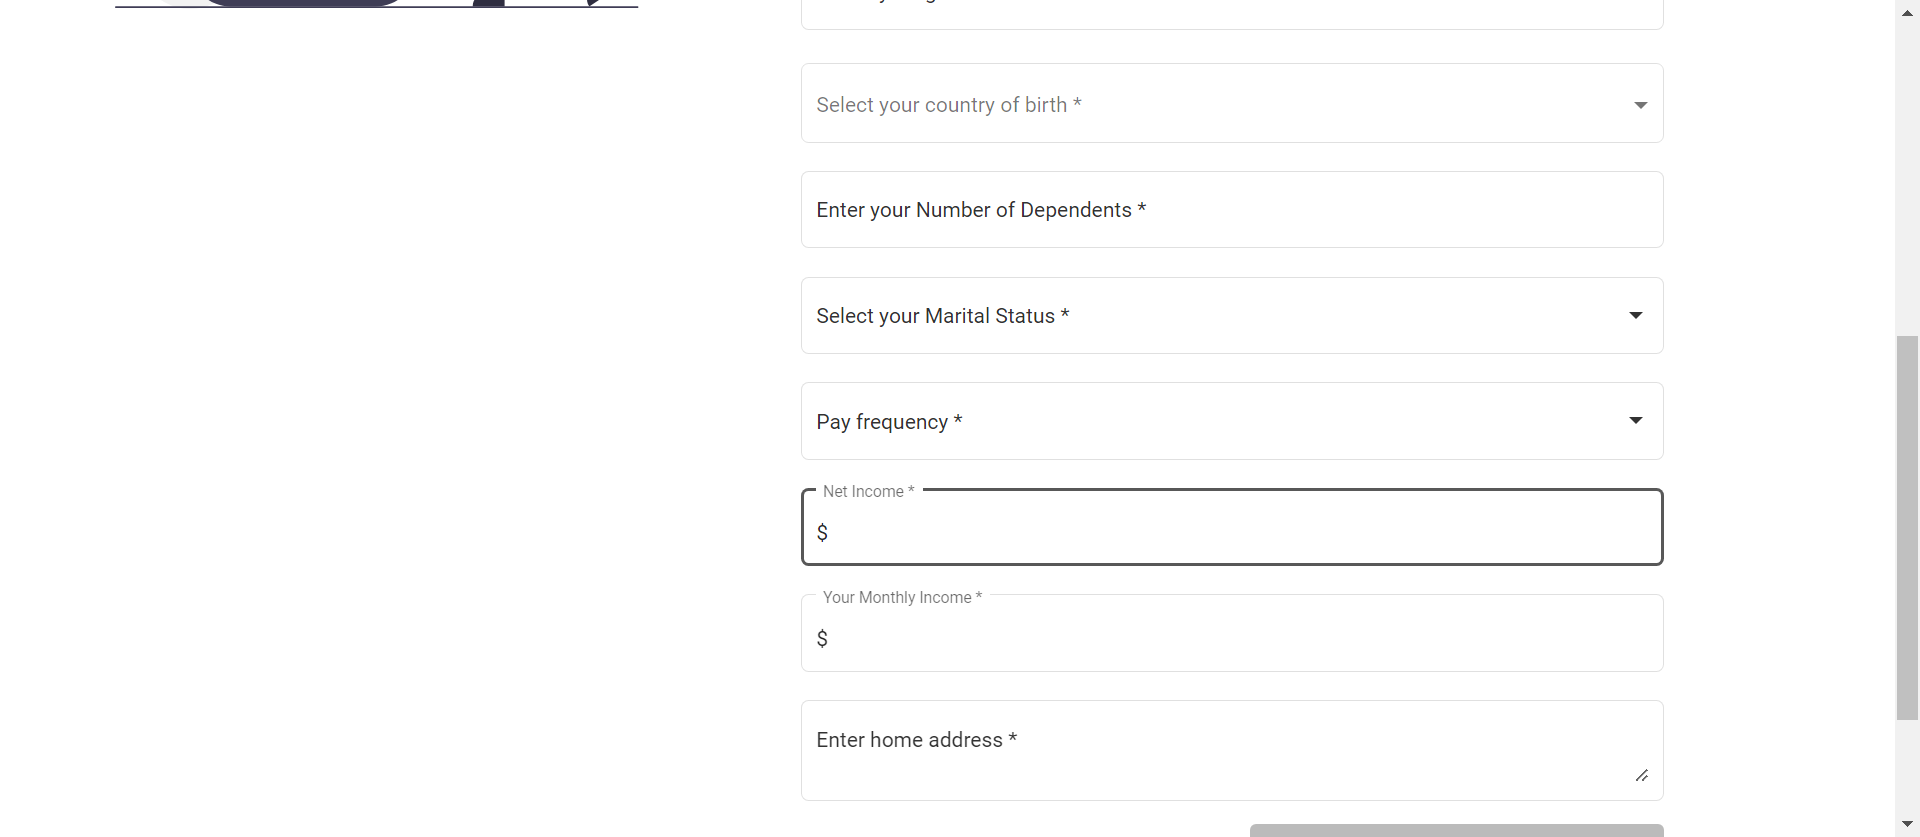 Select your country of birth *
Enter your Number of Dependents *
Select your Marital Status *
Pay frequency *
Net Income *
$
Your Monthly Income *
$
Enter home address *